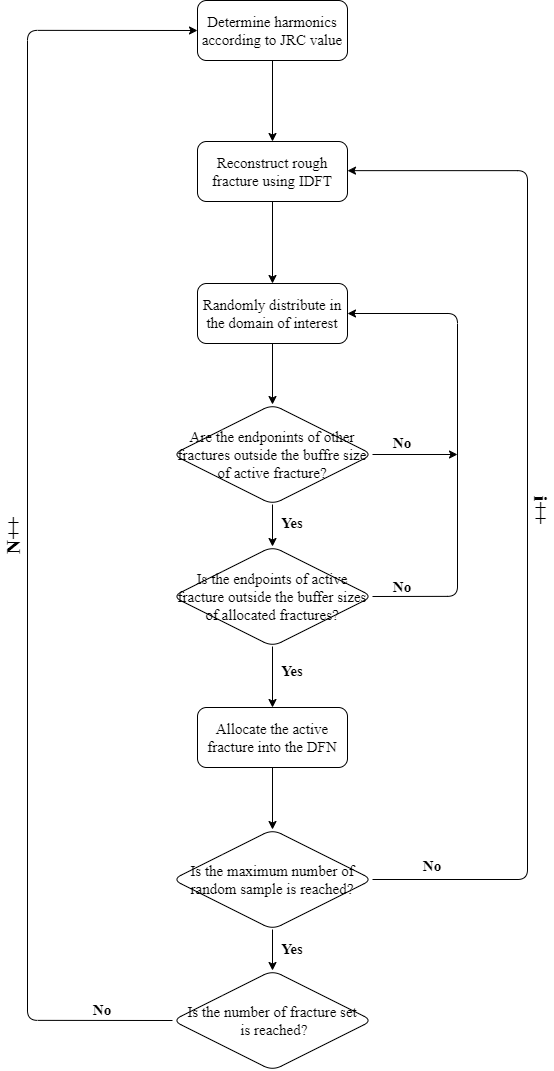 Determine harmonics
according to JRC value
Reconstruct rough
fracture using IDFT
Randomly distribute in
the domain of interest
Are the endponints of other
fractures outside the buffre size
of active fracture?
No
Yes
Is the endpoints of active
fracture outside the buffer sizes
of allocated fractures?
No
Yes
Allocate the active
fracture into the DFN
Is the maximum number of
random sample is reached?
No
Yes
Is the number of fracture set
is reached?
No
N++
i++